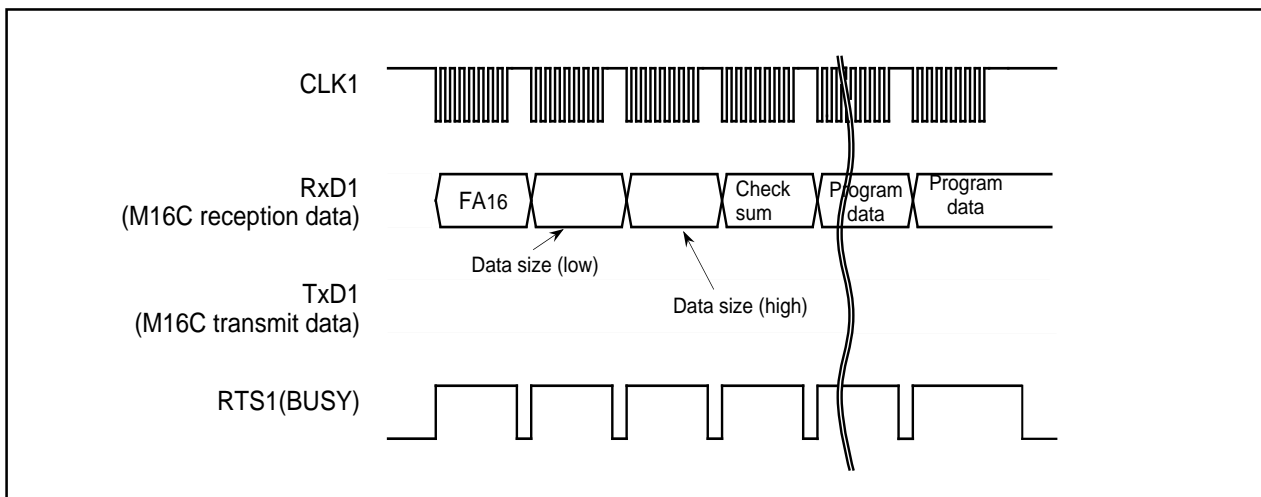 CLK1
RxD1
(M16C reception data)
FA16
Check
sum
Program
data
Program
data
Data size (low)
Data size (high)
TxD1
(M16C transmit data)
RTS1(BUSY)